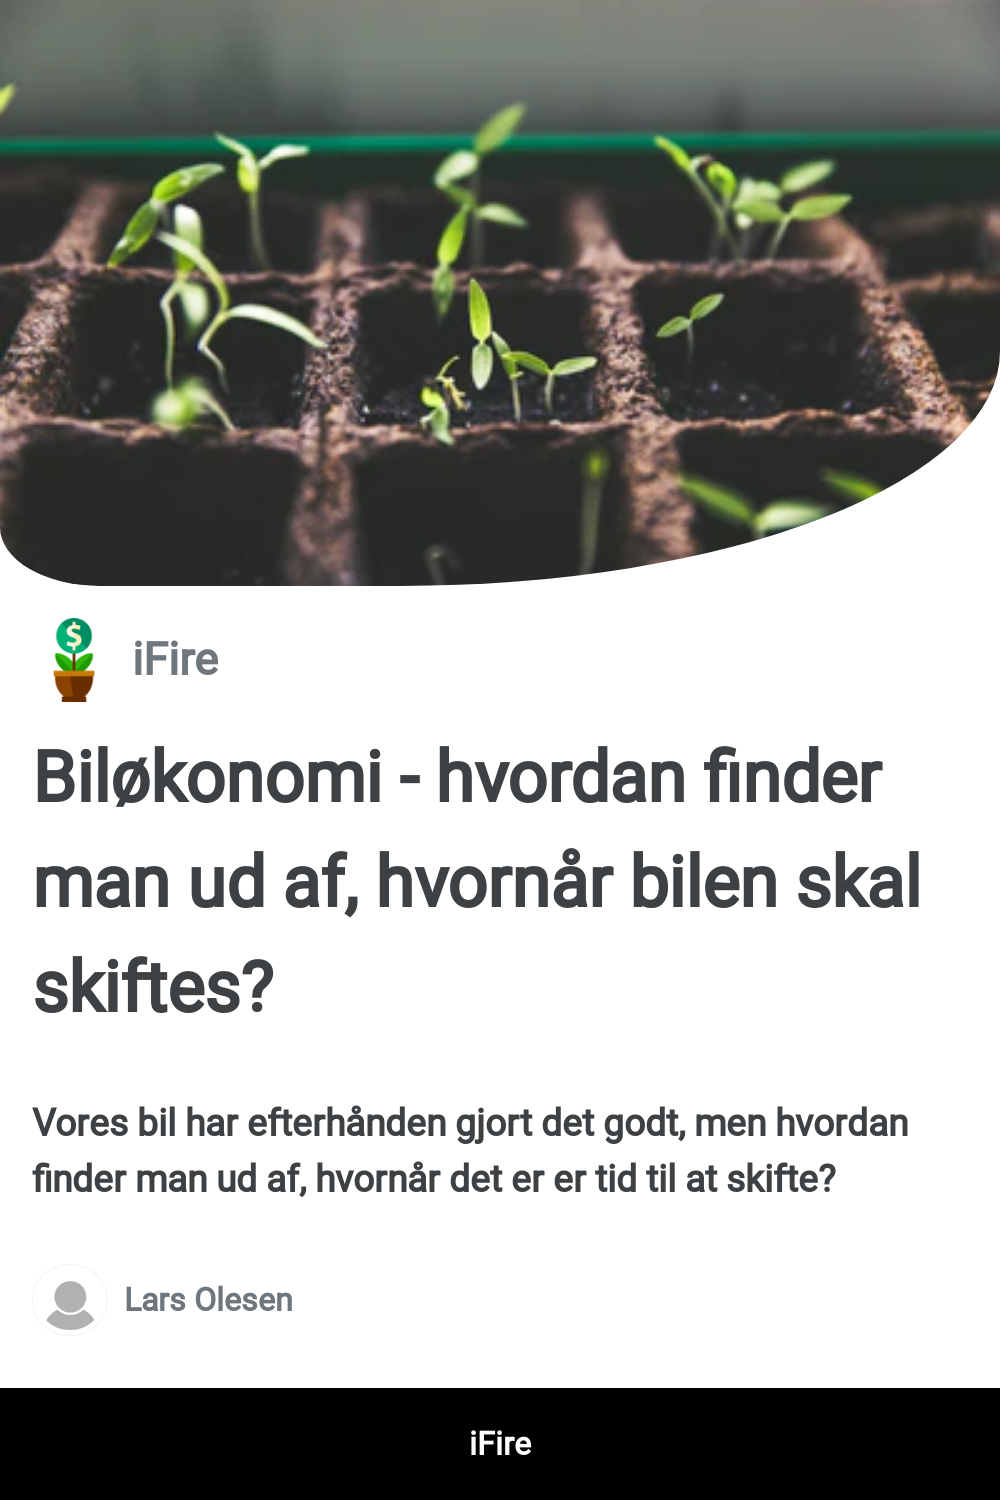 $
iFire
Biløkonomi - hvordan finder
man ud af, hvornår bilen skal
skiftes?
Vores bil har efterhånden gjort det godt, men hvordan
finder man ud af, hvornår det er er tid til at skifte?
Lars Olesen
iFire